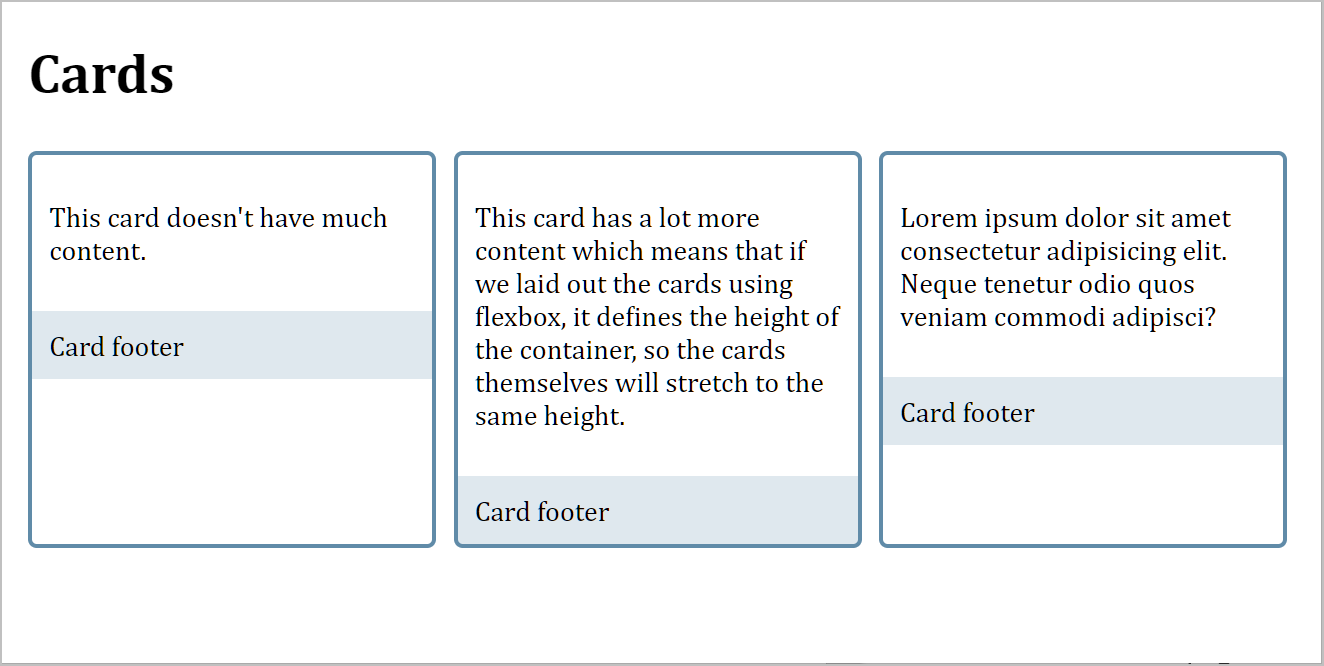 Cards
This card doesn't have much
content.
Card footer
This card has a lot more
content which means that if
we laid out the cards using
flexbox, it defines the height of
the container, so the cards
themselves will stretch to the
same height.
Card footer
Lorem ipsum dolor sit amet
consectetur adipisicing elit.
Neque tenetur odio quos
veniam commodi adipisci?
Card footer